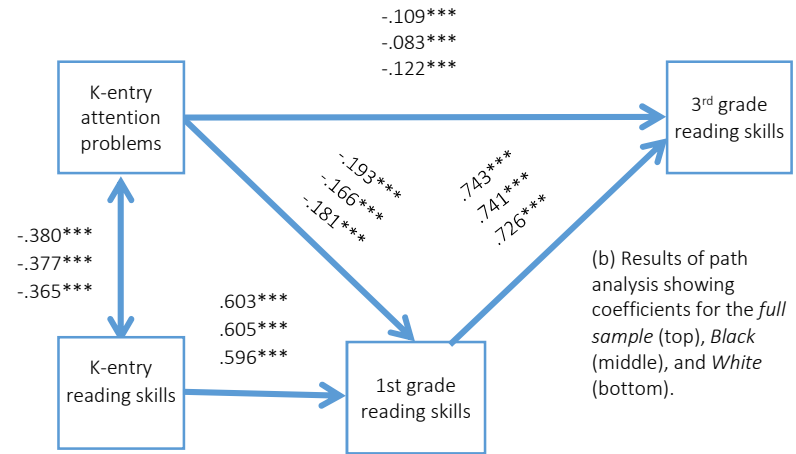 -.109***
-.083***
-.122***
K-entry
attention
problems
3rd grade
reading skills
-.193***
-.166***
-.181***
.743***
.741***
.726***
-.380***
-.377***
-.365***
.603***
.605***
.596***
(b) Results of path
analysis showing
coefficients for the full
sample (top), Black
(middle), and White
(bottom).
K-entry
reading skills
1st grade
reading skills